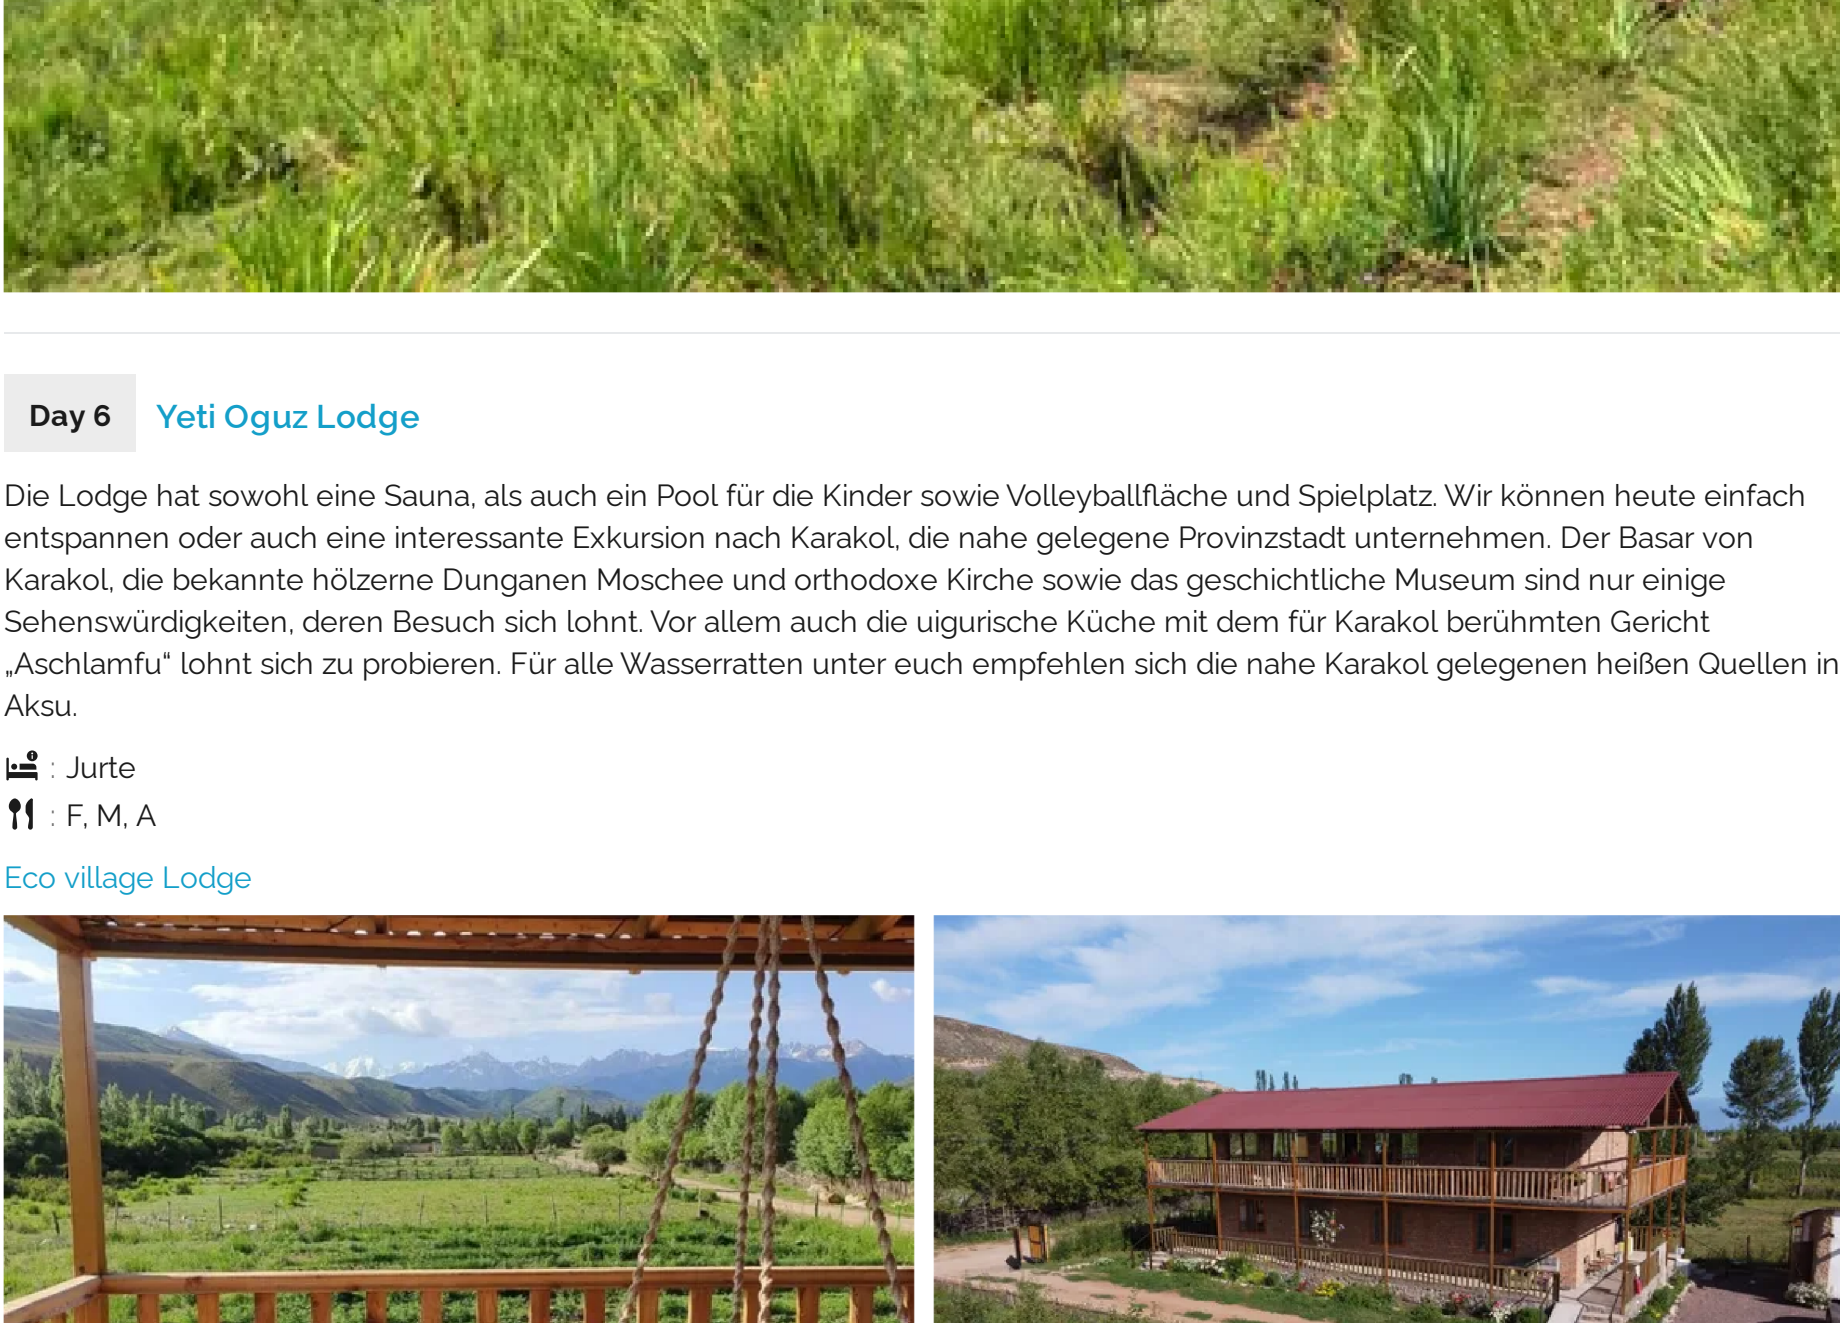 Day 6 Yeti Oguz Lodge
Die Lodge hat sowohl eine Sauna, als auch ein Pool für die Kinder sowie Volleyballfläche und Spielplatz. Wir können heute einfach
entspannen oder auch eine interessante Exkursion nach Karakol, die nahe gelegene Provinzstadt unternehmen. Der Basar von
Karakol, die bekannte hölzerne Dunganen Moschee und orthodoxe Kirche sowie das geschichtliche Museum sind nur einige
Sehenswürdigkeiten, deren Besuch sich lohnt. Vor allem auch die uigurische Küche mit dem für Karakol berühmten Gericht
„Aschlamfu“ lohnt sich zu probieren. Für alle Wasserratten unter euch empfehlen sich die nahe Karakol gelegenen heißen Quellen in
Aksu.
: Jurte
: F, M, A
Eco village Lodge